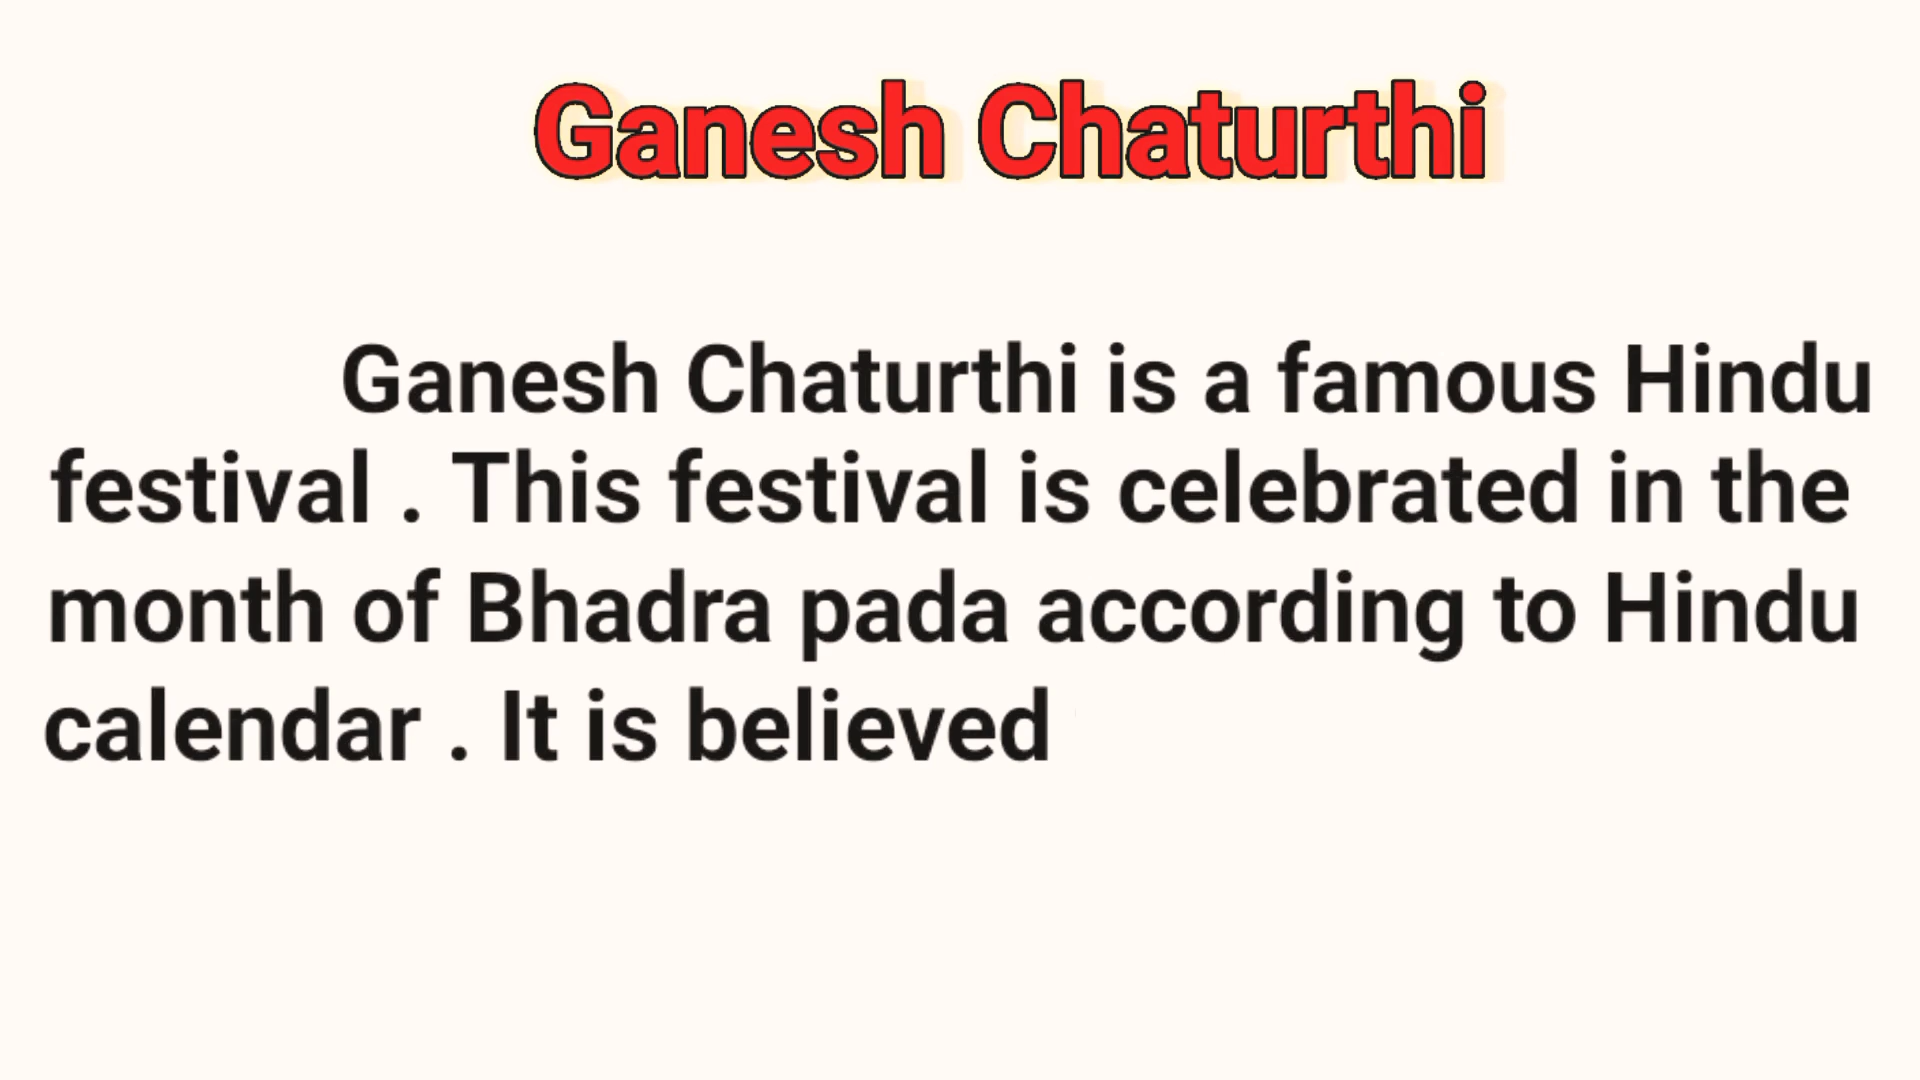 Ganesh Chaturthi
Ganesh Chaturthi is a famous Hindu
festival . This festival is celebrated in the
month of Bhadra pada according to Hindu
calendar . It is believed